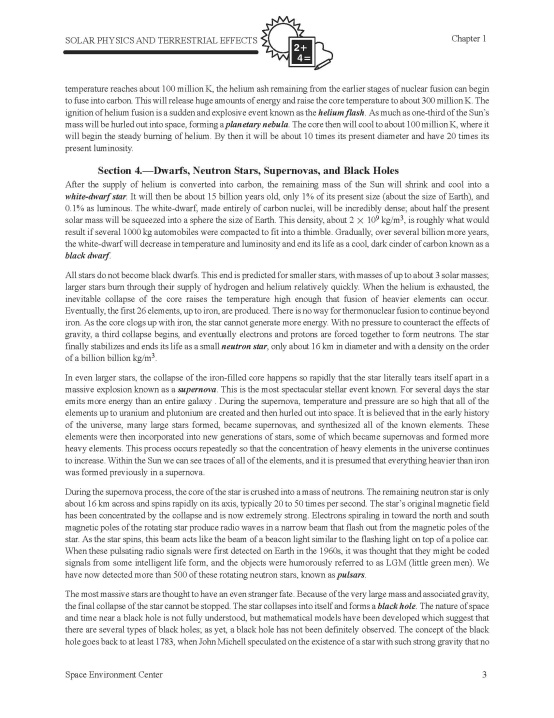 SOLAR PHYSICS AND TERRESTRIAL EFFECTS
2+
4=
Chapter 1
temperature reaches about 100 million K, the helium ash remaining from the earlier stages of nuclear fusion can begin
to fuse into carbon. This will release huge amounts of energy and raise the core temperature to about 300 million K. The
ignition of helium fusion is a sudden and explosive event known as the helium flash. As much as one-third of the Sun's
mass will be hurled out into space, forming a planetary nebula. The core then will cool to about 100 million K, where it
will begin the steady burning of helium. By then it will be about 10 times its present diameter and have 20 times its
present luminosity.
Section 4.—Dwarfs, Neutron Stars, Supernovas, and Black Holes
After the supply of helium is converted into carbon, the remaining mass of the Sun will shrink and cool into a
white-dwarf star. It will then be about 15 billion years old, only 1% of its present size (about the size of Earth), and
0.1% as luminous. The white-dwarf, made entirely of carbon nuclei, will be incredibly dense; about half the present
solar mass will be squeezed into a sphere the size of Earth. This density, about 2 × 10⁹ kg/m³, is roughly what would
result if several 1000 kg automobiles were compacted to fit into a thimble. Gradually, over several billion more years,
the white-dwarf will decrease in temperature and luminosity and end its life as a cool, dark cinder of carbon known as a
black dwarf.
All stars do not become black dwarfs. This end is predicted for smaller stars, with masses of up to about 3 solar masses;
larger stars burn through their supply of hydrogen and helium relatively quickly. When the helium is exhausted, the
inevitable collapse of the core raises the temperature high enough that fusion of heavier elements can occur.
Eventually, the first 26 elements, up to iron, are produced. There is no way for thermonuclear fusion to continue beyond
iron. As the core clogs up with iron, the star cannot generate more energy. With no pressure to counteract the effects of
gravity, a third collapse begins, and eventually electrons and protons are forced together to form neutrons. The star
finally stabilizes and ends its life as a small neutron star, only about 16 km in diameter and with a density on the order
of a billion billion kg/m³.
In even larger stars, the collapse of the iron-filled core happens so rapidly that the star literally tears itself apart in a
massive explosion known as a supernova. This is the most spectacular stellar event known. For several days the star
emits more energy than an entire galaxy . During the supernova, temperature and pressure are so high that all of the
elements up to uranium and plutonium are created and then hurled out into space. It is believed that in the early history
of the universe, many large stars formed, became supernovas, and synthesized all of the known elements. These
elements were then incorporated into new generations of stars, some of which became supernovas and formed more
heavy elements. This process occurs repeatedly so that the concentration of heavy elements in the universe continues
to increase. Within the Sun we can see traces of all of the elements, and it is presumed that everything heavier than iron
was formed previously in a supernova.
During the supernova process, the core of the star is crushed into a mass of neutrons. The remaining neutron star is only
about 16 km across and spins rapidly on its axis, typically 20 to 50 times per second. The star's original magnetic field
has been concentrated by the collapse and is now extremely strong. Electrons spiraling in toward the north and south
magnetic poles of the rotating star produce radio waves in a narrow beam that flash out from the magnetic poles of the
star. As the star spins, this beam acts like the beam of a beacon light similar to the flashing light on top of a police car.
When these pulsating radio signals were first detected on Earth in the 1960s, it was thought that they might be coded
signals from some intelligent life form, and the objects were humorously referred to as LGM (little green men). We
have now detected more than 500 of these rotating neutron stars, known as pulsars.
The most massive stars are thought to have an even stranger fate. Because of the very large mass and associated gravity,
the final collapse of the star cannot be stopped. The star collapses into itself and forms a black hole. The nature of space
and time near a black hole is not fully understood, but mathematical models have been developed which suggest that
there are several types of black holes; as yet, a black hole has not been definitely observed. The concept of the black
hole goes back to at least 1783, when John Michell speculated on the existence of a star with such strong gravity that no
Space Environment Center
3